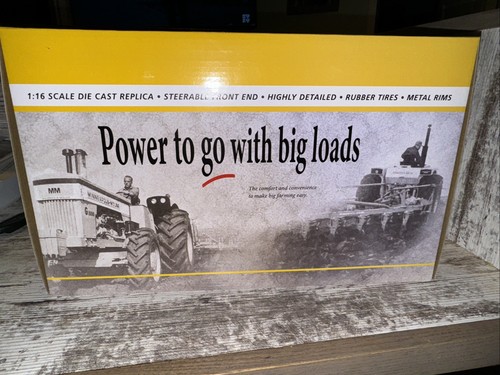 1:16 SCALE DIE CAST REPLICA • STEERABLE FRONT END • HIGHLY DETAILED • RUBBER TIRES • METAL RIMS
Power to go with big loads
The comfort and convenience
to make big farming easy.
MM